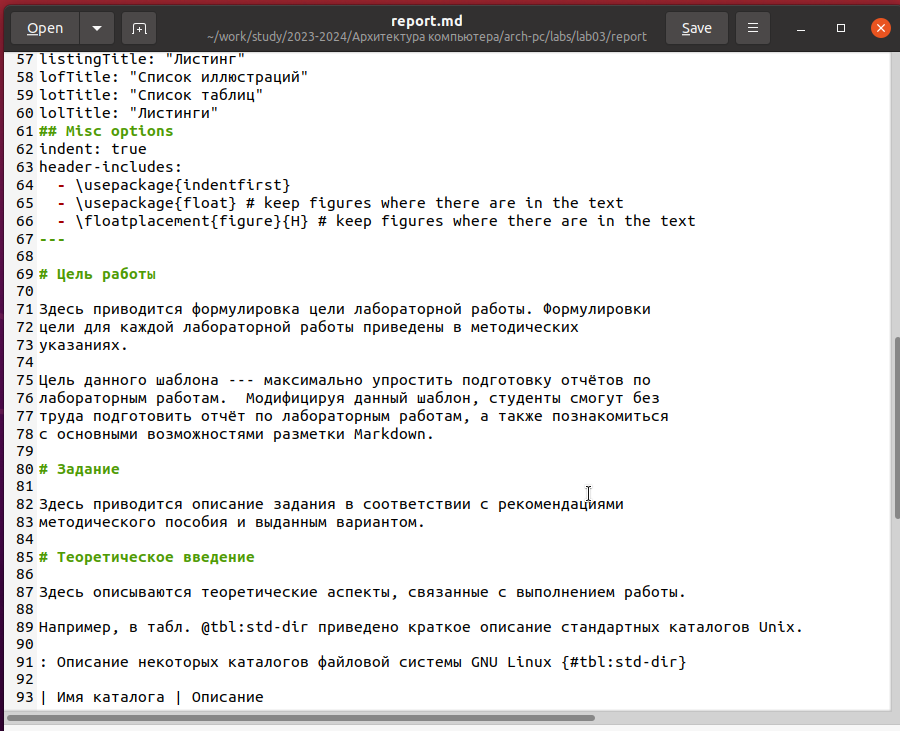 Open
report.md
~/work/study/2023-2024/Архитектура компьютера/arch-pc/labs/lab03/report
Save
57 listingTitle: "Листинг"
58 lofTitle: "Список иллюстраций"
59 lotTitle: "Список таблиц"
60 lolTitle: "Листинги"
61 ## Misc options
62 indent: true
63 header-includes:
64   - \usepackage{indentfirst}
65   - \usepackage{float} # keep figures where there are in the text
66   - \floatplacement{figure}{H} # keep figures where there are in the text
67 ---
68
69 # Цель работы
70
71 Здесь приводится формулировка цели лабораторной работы. Формулировки
72 цели для каждой лабораторной работы приведены в методических
73 указаниях.
74
75 Цель данного шаблона --- максимально упростить подготовку отчётов по
76 лабораторным работам.  Модифицируя данный шаблон, студенты смогут без
77 труда подготовить отчёт по лабораторным работам, а также познакомиться
78 с основными возможностями разметки Markdown.
79
80 # Задание
81
82 Здесь приводится описание задания в соответствии с рекомендациями
83 методического пособия и выданным вариантом.
84
85 # Теоретическое введение
86
87 Здесь описываются теоретические аспекты, связанные с выполнением работы.
88
89 Например, в табл. @tbl:std-dir приведено краткое описание стандартных каталогов Unix.
90
91 : Описание некоторых каталогов файловой системы GNU Linux {#tbl:std-dir}
92
93 | Имя каталога | Описание